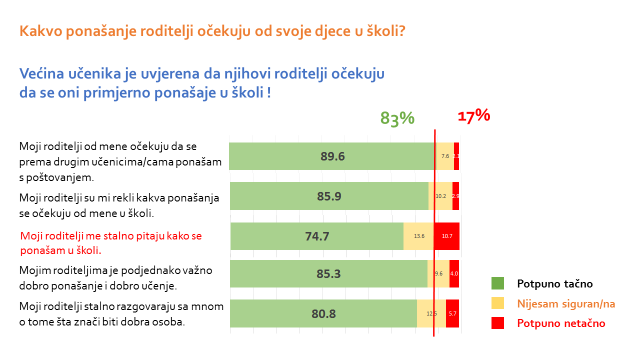 Kakvo ponašanje roditelji očekuju od svoje djece u školi?
Većina učenika je uvjerena da njihovi roditelji očekuju
da se oni primjerno ponašaje u školi !
83%
17%
Moji roditelji od mene očekuju da se
prema drugim učenicima/cama ponašam
s poštovanjem.
89.6
7.6
Moji roditelji su mi rekli kakva ponašanja
se očekuju od mene u školi.
85.9
10.2
Moji roditelji me stalno pitaju kako se
ponašam u školi.
74.7
13.6
10.7
Mojim roditeljima je podjednako važno
dobro ponašanje i dobro učenje.
85.3
9.6
4.0
Moji roditelji stalno razgovaraju sa mnom
o tome šta znači biti dobra osoba.
80.8
12.5
5.7
Potpuno tačno
Nijesam siguran/na
Potpuno netačno